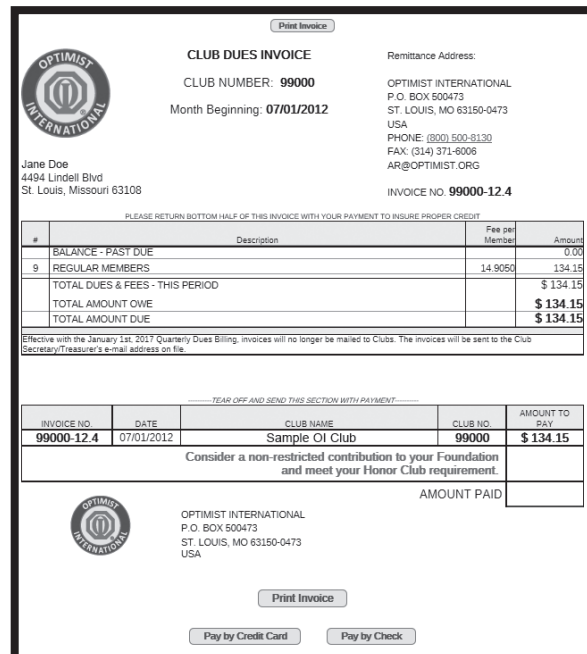 Print Invoice
OPTIMIST INTERNATIONAL
CLUB DUES INVOICE
CLUB NUMBER: 99000
Month Beginning: 07/01/2012
Remittance Address:
OPTIMIST INTERNATIONAL
P.O. BOX 500473
ST. LOUIS, MO 63150-0473
USA
PHONE: (800) 500-8130
FAX: (314) 371-6006
AR@OPTIMIST.ORG
INVOICE NO. 99000-12.4
Jane Doe
4494 Lindell Blvd
St. Louis, Missouri 63108
PLEASE RETURN BOTTOM HALF OF THIS INVOICE WITH YOUR PAYMENT TO INSURE PROPER CREDIT
# Description Fee per Member Amount
BALANCE - PAST DUE 0.00
9 REGULAR MEMBERS 14.9050 134.15
TOTAL DUES & FEES - THIS PERIOD $ 134.15
TOTAL AMOUNT OWE $ 134.15
TOTAL AMOUNT DUE $ 134.15
Effective with the January 1st, 2017 Quarterly Dues Billing, invoices will no longer be mailed to Clubs. The invoices will be sent to the Club
Secretary/Treasurer's e-mail address on file.
----------TEAR OFF AND SEND THIS SECTION WITH PAYMENT----------
INVOICE NO. DATE CLUB NAME CLUB NO. AMOUNT TO PAY
99000-12.4 07/01/2012 Sample OI Club 99000 $ 134.15
Consider a non-restricted contribution to your Foundation
and meet your Honor Club requirement.
AMOUNT PAID
OPTIMIST INTERNATIONAL
OPTIMIST INTERNATIONAL
P.O. BOX 500473
ST. LOUIS, MO 63150-0473
USA
Print Invoice
Pay by Credit Card Pay by Check